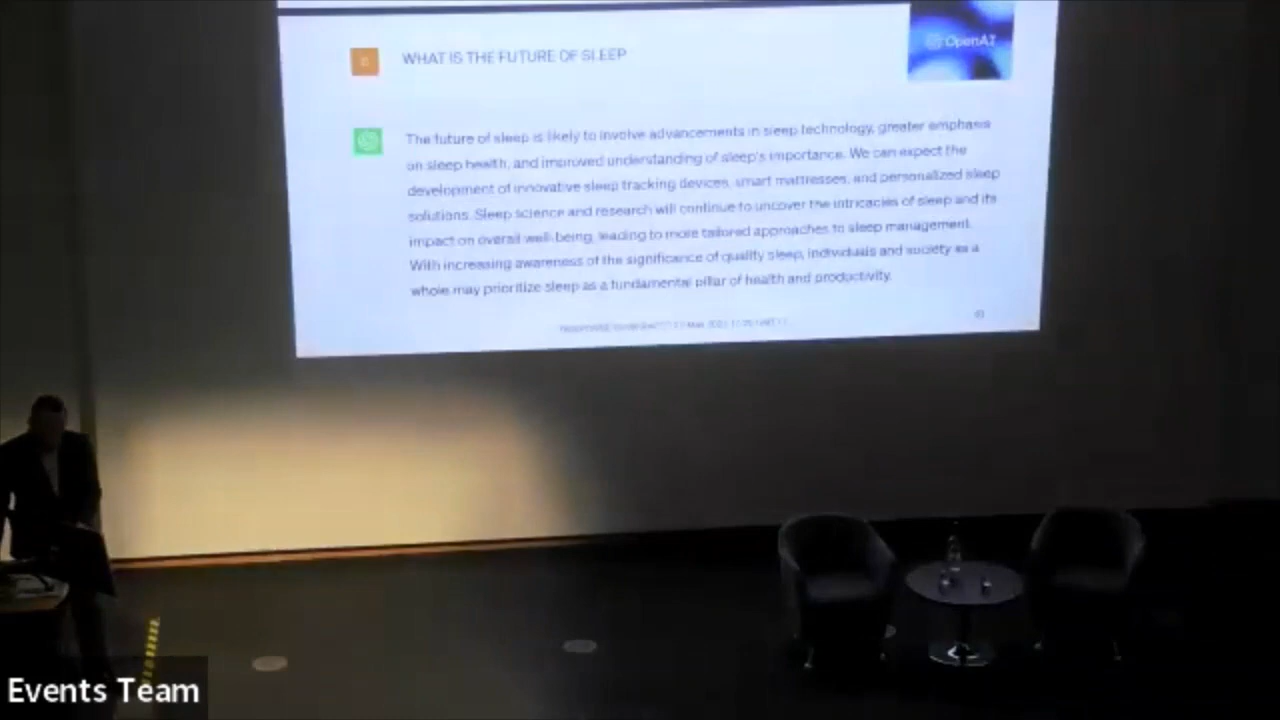 OpenAI
WHAT IS THE FUTURE OF SLEEP
The future of sleep is likely to involve advancements in sleep technology, greater emphasis
on sleep health, and improved understanding of sleep's importance. We can expect the
development of innovative sleep tracking devices, smart mattresses, and personalized sleep
solutions. Sleep science and research will continue to uncover the intricacies of sleep and its
impact on overall well-being, leading to more tailored approaches to sleep management.
With increasing awareness of the significance of quality sleep, individuals and society as a
whole may prioritize sleep as a fundamental pillar of health and productivity.
Events Team